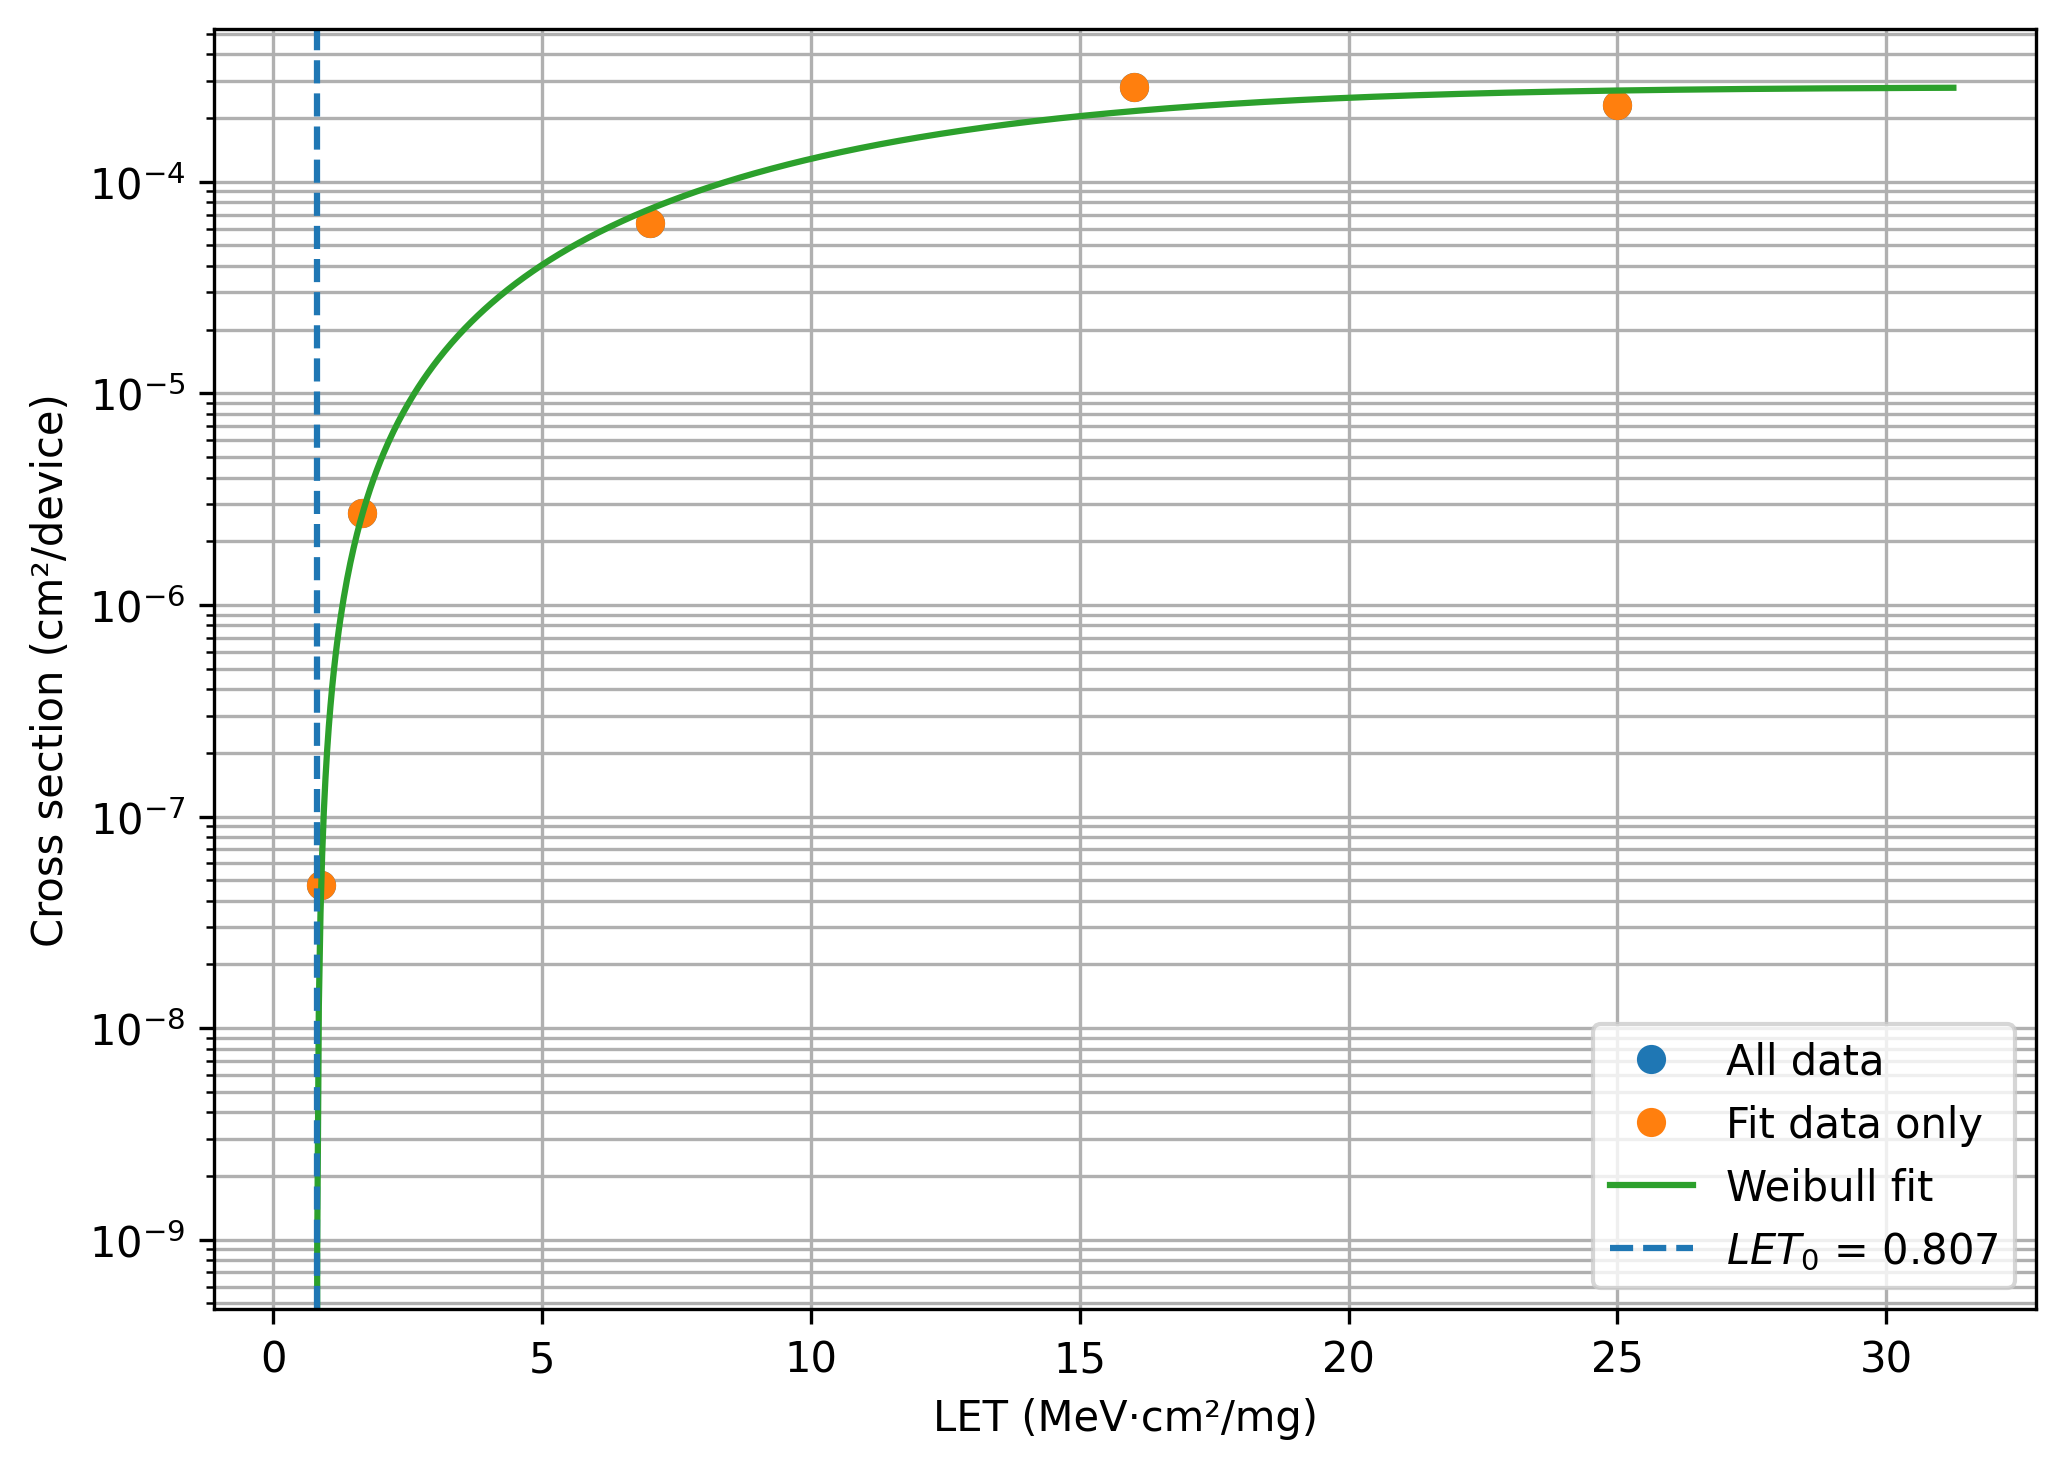 10⁻⁴
10⁻⁵
10⁻⁶
10⁻⁷
10⁻⁸
10⁻⁹
Cross section (cm²/device)
All data
Fit data only
Weibull fit
LET₀ = 0.807
0 5 10 15 20 25 30
LET (MeV·cm²/mg)